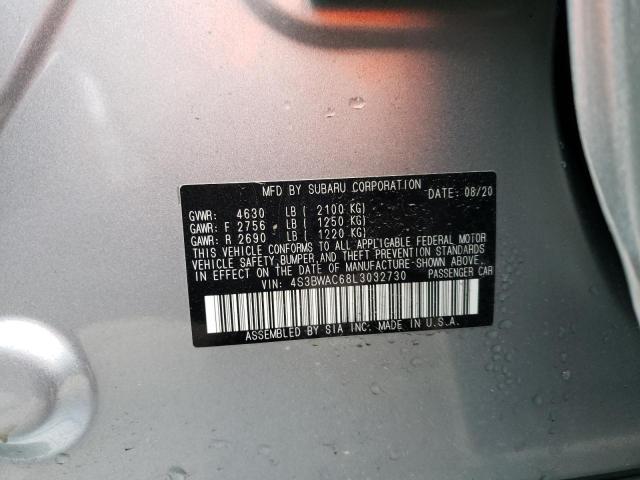 MFD BY SUBARU CORPORATION DATE: 08/20
GVWR: 4630 LB ( 2100 KG)
GAWR: F 2756 LB ( 1250 KG)
GAWR: R 2690 LB ( 1220 KG)
THIS VEHICLE CONFORMS TO ALL APPLICABLE FEDERAL MOTOR
VEHICLE SAFETY, BUMPER, AND THEFT PREVENTION STANDARDS
IN EFFECT ON THE DATE OF MANUFACTURE SHOWN ABOVE.
VIN: 4S3BWAC68L3032730 PASSENGER CAR
ASSEMBLED BY SIA INC. MADE IN U.S.A.